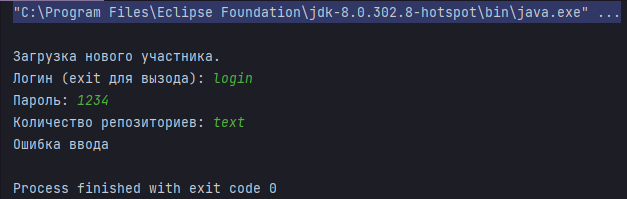 "C:\Program Files\Eclipse Foundation\jdk-8.0.302.8-hotspot\bin\java.exe" ...
Загрузка нового участника.
Логин (exit для вызода): login
Пароль: 1234
Количество репозиториев: text
Ошибка ввода
Process finished with exit code 0